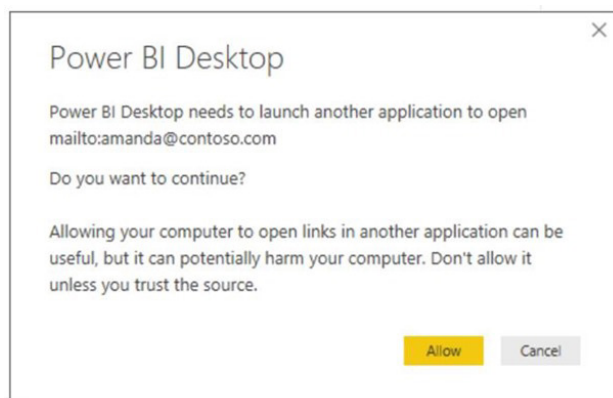 Power BI Desktop
Power BI Desktop needs to launch another application to open
mailto:amanda@contoso.com
Do you want to continue?
Allowing your computer to open links in another application can be
useful, but it can potentially harm your computer. Don't allow it
unless you trust the source.
Allow Cancel